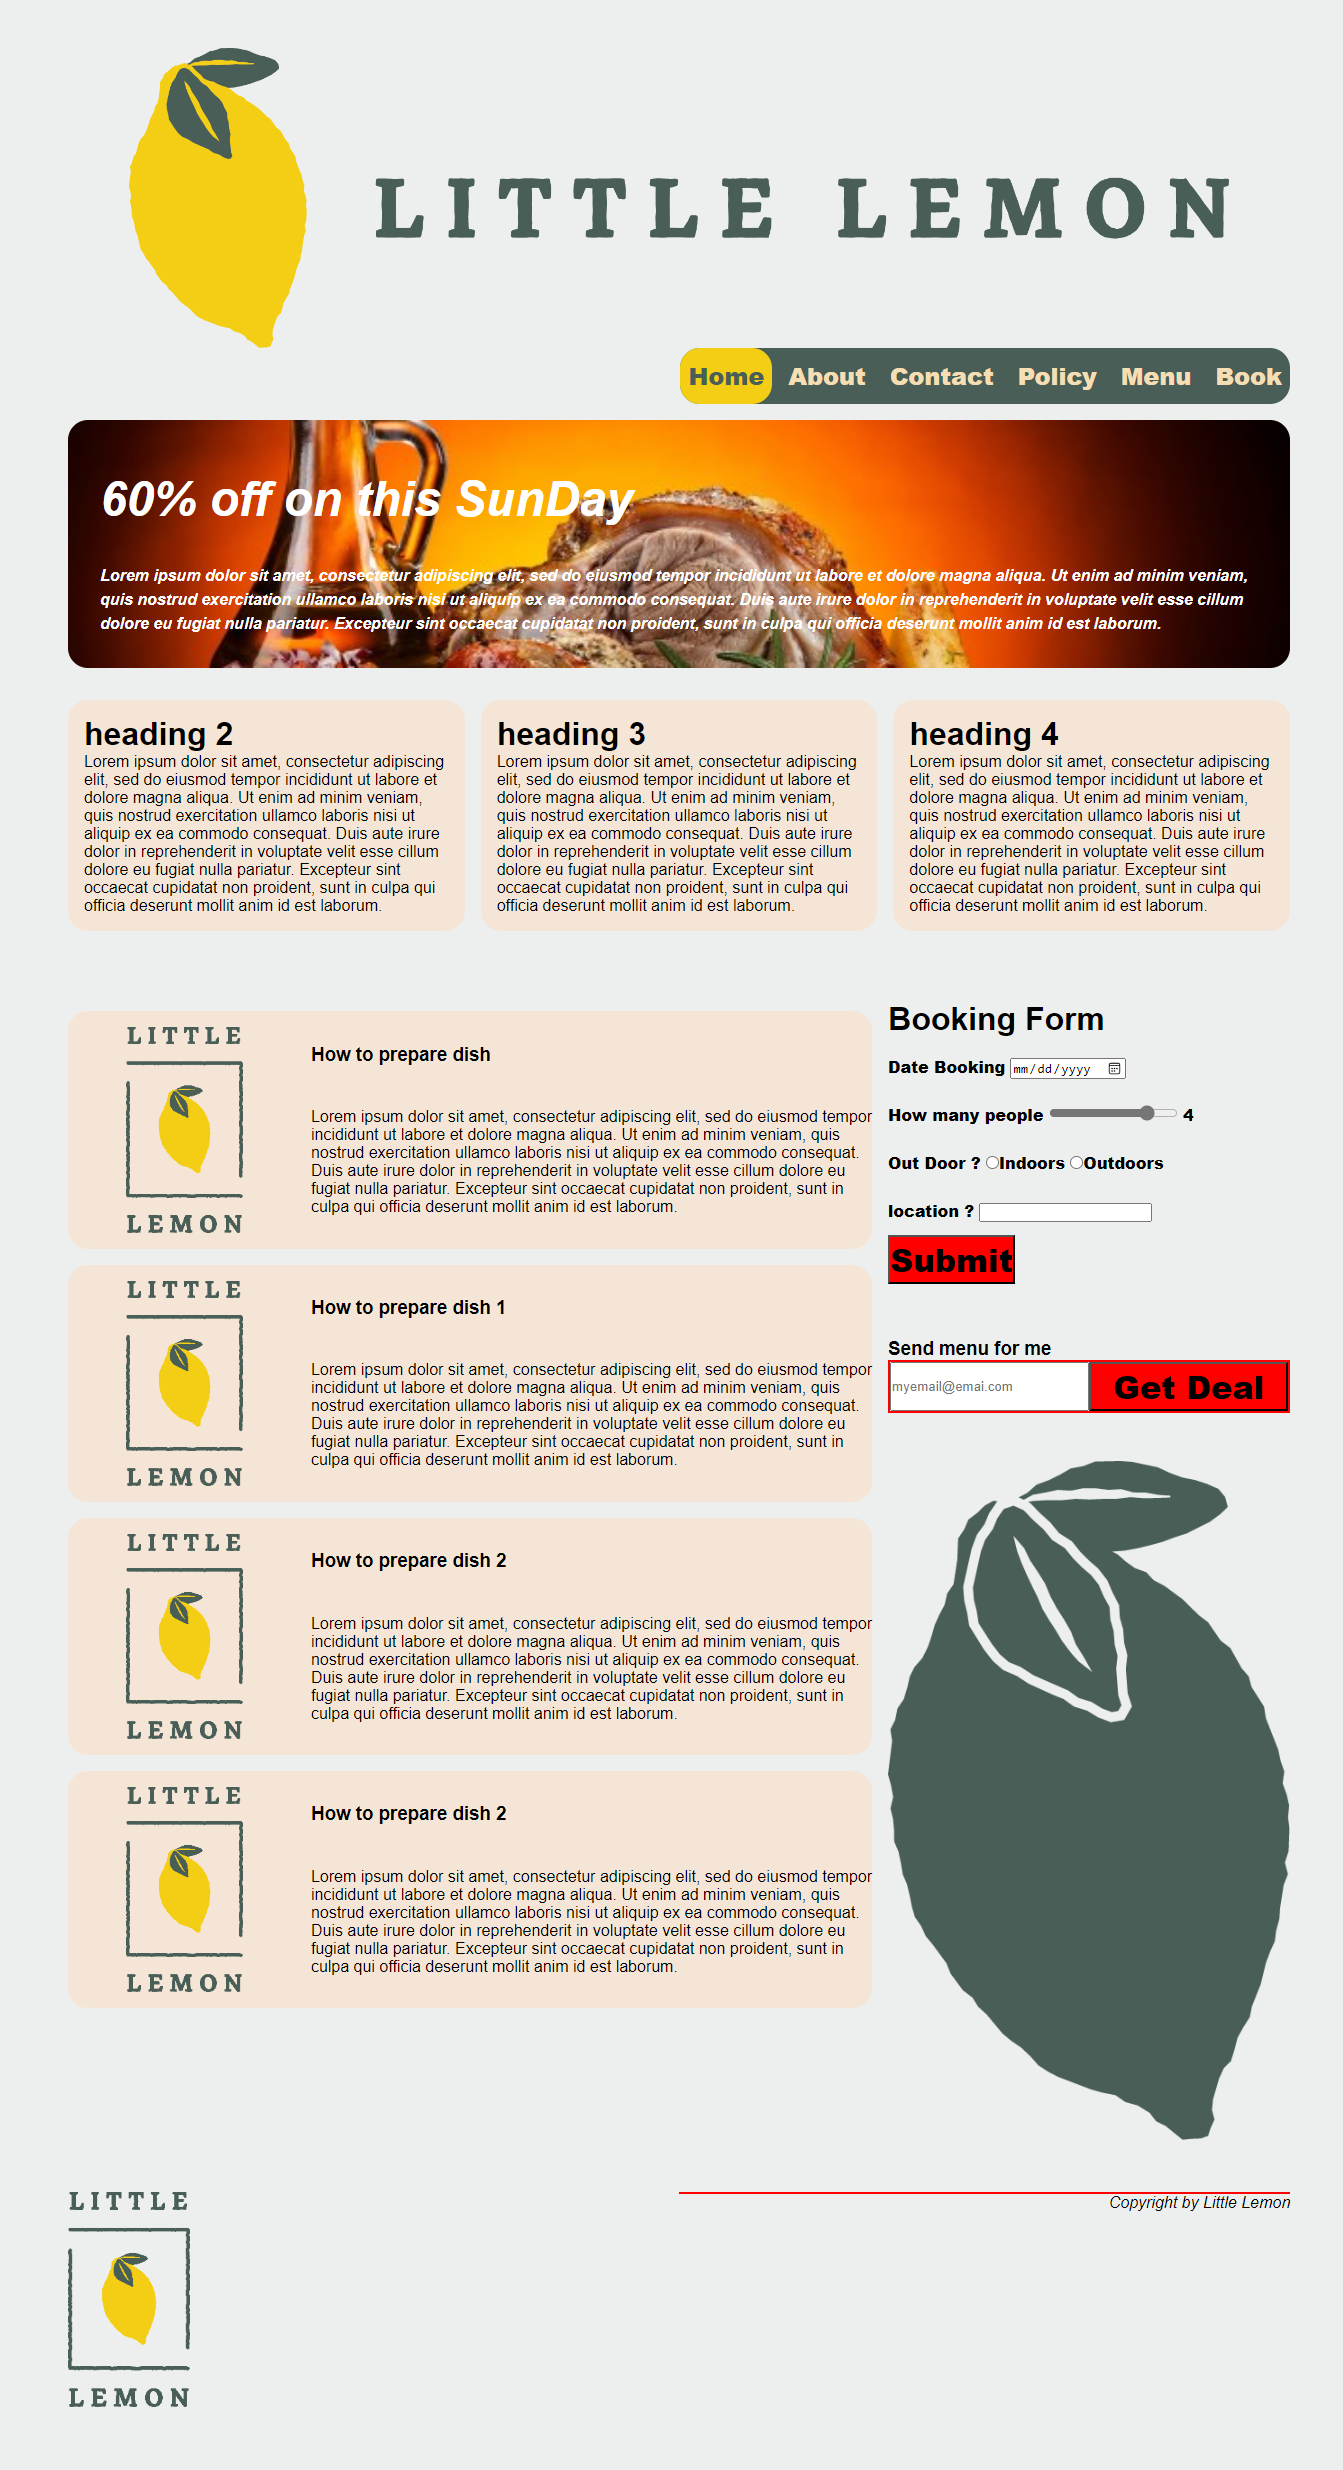 LITTLE LEMON
Home About Contact Policy Menu Book
60% off on this SunDay
Lorem ipsum dolor sit amet, consectetur adipiscing elit, sed do eiusmod tempor incididunt ut labore et dolore magna aliqua. Ut enim ad minim veniam,
quis nostrud exercitation ullamco laboris nisi ut aliquip ex ea commodo consequat. Duis aute irure dolor in reprehenderit in voluptate velit esse cillum
dolore eu fugiat nulla pariatur. Excepteur sint occaecat cupidatat non proident, sunt in culpa qui officia deserunt mollit anim id est laborum.
heading 2
Lorem ipsum dolor sit amet, consectetur adipiscing
elit, sed do eiusmod tempor incididunt ut labore et
dolore magna aliqua. Ut enim ad minim veniam,
quis nostrud exercitation ullamco laboris nisi ut
aliquip ex ea commodo consequat. Duis aute irure
dolor in reprehenderit in voluptate velit esse cillum
dolore eu fugiat nulla pariatur. Excepteur sint
occaecat cupidatat non proident, sunt in culpa qui
officia deserunt mollit anim id est laborum.
heading 3
Lorem ipsum dolor sit amet, consectetur adipiscing
elit, sed do eiusmod tempor incididunt ut labore et
dolore magna aliqua. Ut enim ad minim veniam,
quis nostrud exercitation ullamco laboris nisi ut
aliquip ex ea commodo consequat. Duis aute irure
dolor in reprehenderit in voluptate velit esse cillum
dolore eu fugiat nulla pariatur. Excepteur sint
occaecat cupidatat non proident, sunt in culpa qui
officia deserunt mollit anim id est laborum.
heading 4
Lorem ipsum dolor sit amet, consectetur adipiscing
elit, sed do eiusmod tempor incididunt ut labore et
dolore magna aliqua. Ut enim ad minim veniam,
quis nostrud exercitation ullamco laboris nisi ut
aliquip ex ea commodo consequat. Duis aute irure
dolor in reprehenderit in voluptate velit esse cillum
dolore eu fugiat nulla pariatur. Excepteur sint
occaecat cupidatat non proident, sunt in culpa qui
officia deserunt mollit anim id est laborum.
LITTLE
LEMON
How to prepare dish
Lorem ipsum dolor sit amet, consectetur adipiscing elit, sed do eiusmod tempor
incididunt ut labore et dolore magna aliqua. Ut enim ad minim veniam, quis
nostrud exercitation ullamco laboris nisi ut aliquip ex ea commodo consequat.
Duis aute irure dolor in reprehenderit in voluptate velit esse cillum dolore eu
fugiat nulla pariatur. Excepteur sint occaecat cupidatat non proident, sunt in
culpa qui officia deserunt mollit anim id est laborum.
LITTLE
LEMON
How to prepare dish 1
Lorem ipsum dolor sit amet, consectetur adipiscing elit, sed do eiusmod tempor
incididunt ut labore et dolore magna aliqua. Ut enim ad minim veniam, quis
nostrud exercitation ullamco laboris nisi ut aliquip ex ea commodo consequat.
Duis aute irure dolor in reprehenderit in voluptate velit esse cillum dolore eu
fugiat nulla pariatur. Excepteur sint occaecat cupidatat non proident, sunt in
culpa qui officia deserunt mollit anim id est laborum.
LITTLE
LEMON
How to prepare dish 2
Lorem ipsum dolor sit amet, consectetur adipiscing elit, sed do eiusmod tempor
incididunt ut labore et dolore magna aliqua. Ut enim ad minim veniam, quis
nostrud exercitation ullamco laboris nisi ut aliquip ex ea commodo consequat.
Duis aute irure dolor in reprehenderit in voluptate velit esse cillum dolore eu
fugiat nulla pariatur. Excepteur sint occaecat cupidatat non proident, sunt in
culpa qui officia deserunt mollit anim id est laborum.
LITTLE
LEMON
How to prepare dish 2
Lorem ipsum dolor sit amet, consectetur adipiscing elit, sed do eiusmod tempor
incididunt ut labore et dolore magna aliqua. Ut enim ad minim veniam, quis
nostrud exercitation ullamco laboris nisi ut aliquip ex ea commodo consequat.
Duis aute irure dolor in reprehenderit in voluptate velit esse cillum dolore eu
fugiat nulla pariatur. Excepteur sint occaecat cupidatat non proident, sunt in
culpa qui officia deserunt mollit anim id est laborum.
Booking Form
Date Booking mm/dd/yyyy
How many people 4
Out Door ? Indoors Outdoors
location ?
Submit
Send menu for me
myemail@emai.com Get Deal
LITTLE
LEMON
Copyright by Little Lemon